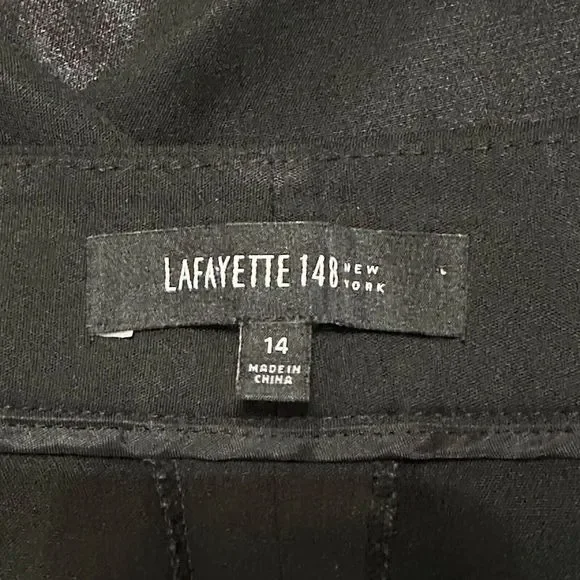 LAFAYETTE 148 NEW YORK
14
MADE IN
CHINA